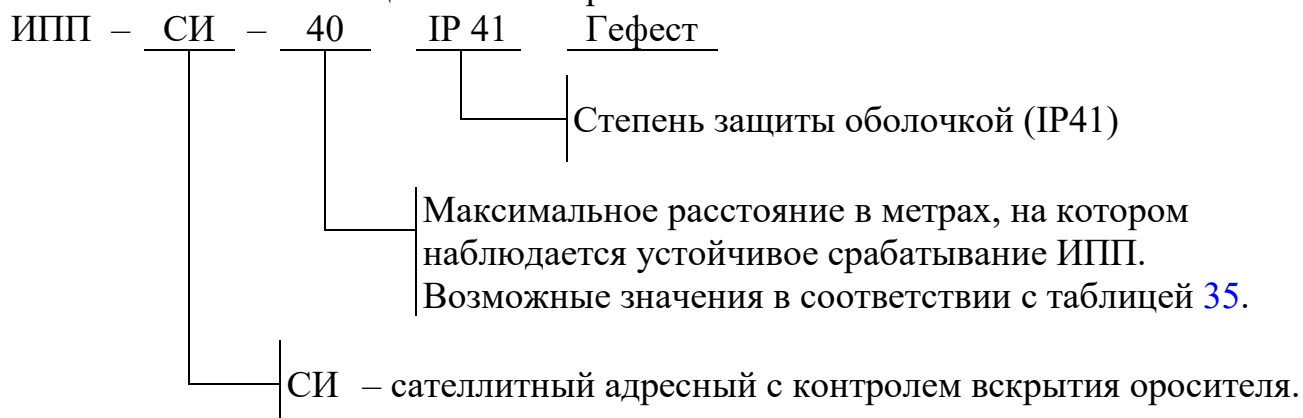 ИПП – СИ – 40 IP 41 Гефест
Степень защиты оболочкой (IP41)
Максимальное расстояние в метрах, на котором
наблюдается устойчивое срабатывание ИПП.
Возможные значения в соответствии с таблицей 35.
СИ – сателлитный адресный с контролем вскрытия оросителя.